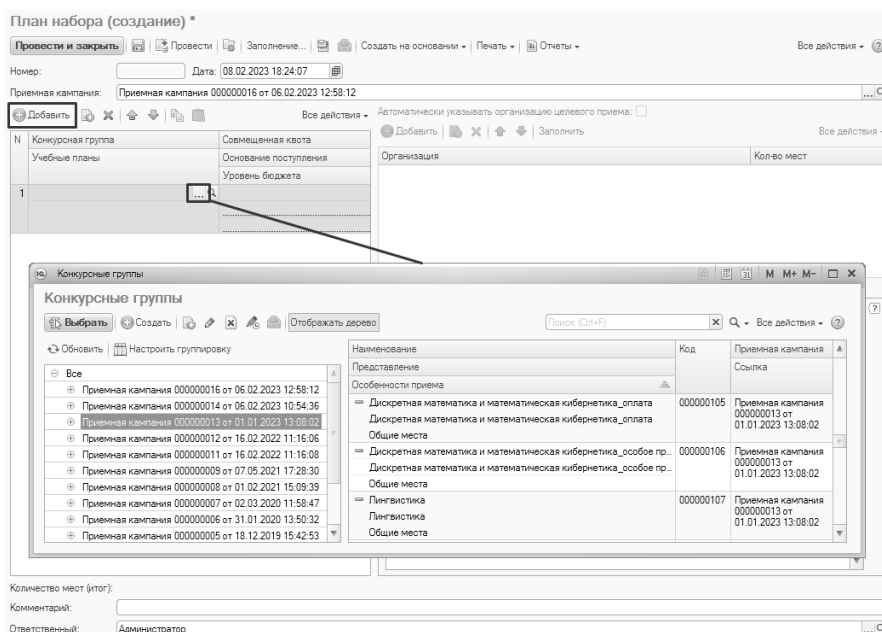 План набора (создание) *
Провести и закрыть Провести Заполнение... Создать на основании Печать Отчеты Все действия
Номер: Дата: 08.02.2023 18:24:07
Приемная кампания: Приемная кампания 000000016 от 06.02.2023 12:58:12 ...
Добавить Все действия Автоматически указывать организацию целевого приема:
Добавить Заполнить Все действия
N Конкурсная группа Совмещенная квота
Организация Кол-во мест
Учебные планы Основание поступления
Уровень бюджета
1 ...
1С Конкурсные группы M M+ M-
Конкурсные группы
Выбрать Создать Отображать дерево Поиск (Ctrl+F) Все действия ?
Обновить Настроить группировку
Наименование Код Приемная кампания
Представление Ссылка
Особенности приема
Все
Приемная кампания 000000016 от 06.02.2023 12:58:12
Приемная кампания 000000014 от 06.02.2023 10:54:36
Приемная кампания 000000013 от 01.01.2023 13:08:02
Приемная кампания 000000012 от 16.02.2022 11:16:06
Приемная кампания 000000011 от 16.02.2022 11:16:08
Приемная кампания 000000009 от 07.05.2021 17:28:30
Приемная кампания 000000008 от 01.02.2021 15:09:39
Приемная кампания 000000007 от 02.03.2020 11:58:47
Приемная кампания 000000006 от 31.01.2020 13:50:32
Приемная кампания 000000005 от 18.12.2019 15:42:53
Дискретная математика и математическая кибернетика_оплата 000000105 Приемная кампания
000000013 от
Дискретная математика и математическая кибернетика_оплата
01.01.2023 13:08:02
Общие места
Дискретная математика и математическая кибернетика_особое пр... 000000106 Приемная кампания
000000013 от
Дискретная математика и математическая кибернетика_особое пр...
01.01.2023 13:08:02
Общие места
Лингвистика 000000107 Приемная кампания
000000013 от
Лингвистика
01.01.2023 13:08:02
Общие места
Количество мест (итог):
Комментарий:
Ответственный: Администратор ...